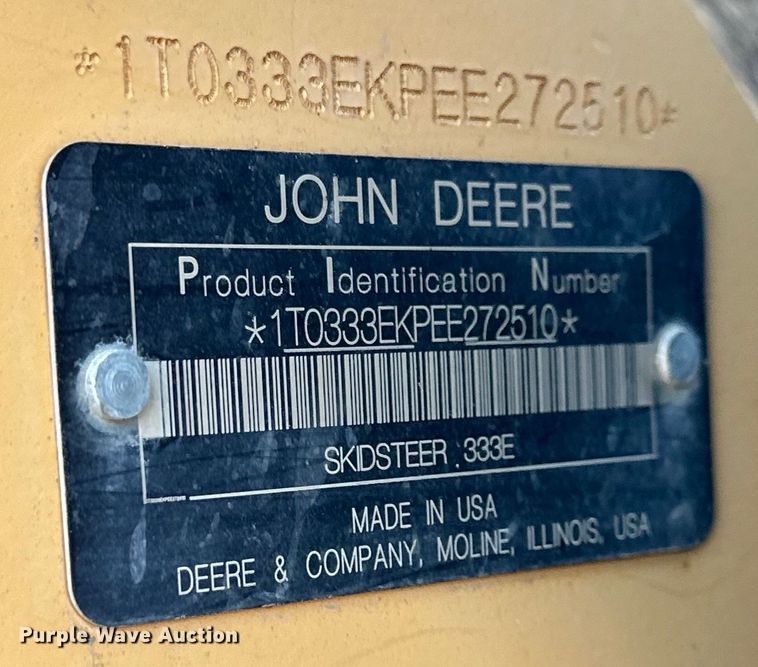 *1T0333EKPEE272510*
JOHN DEERE
Product Identification Number
*1T0333EKPEE272510*
SKIDSTEER . 333E
MADE IN USA
DEERE & COMPANY, MOLINE, ILLINOIS, USA
Purple Wave Auction